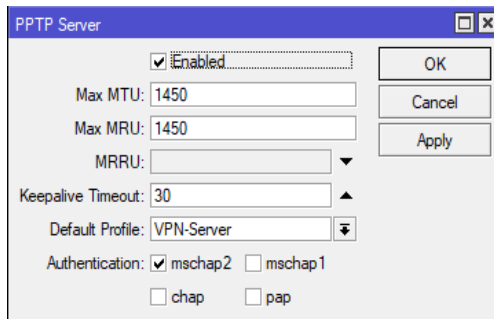 PPTP Server
Enabled
OK
Max MTU: 1450
Cancel
Max MRU: 1450
Apply
MRRU:
Keepalive Timeout: 30
Default Profile: VPN-Server
Authentication: mschap2 mschap1
chap pap